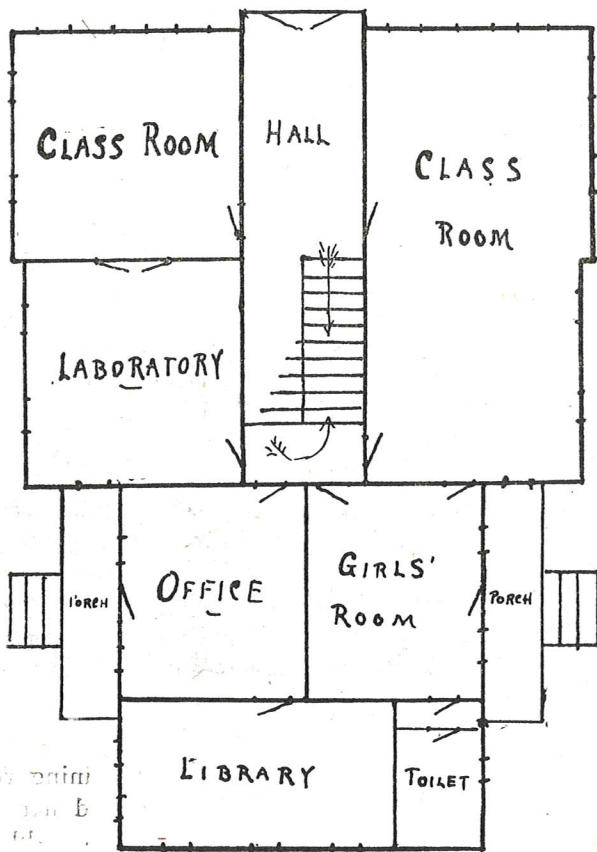 CLASS ROOM
HALL
CLASS
ROOM
LABORATORY
PORCH
OFFICE
GIRLS'
ROOM
PORCH
LIBRARY
TOILET